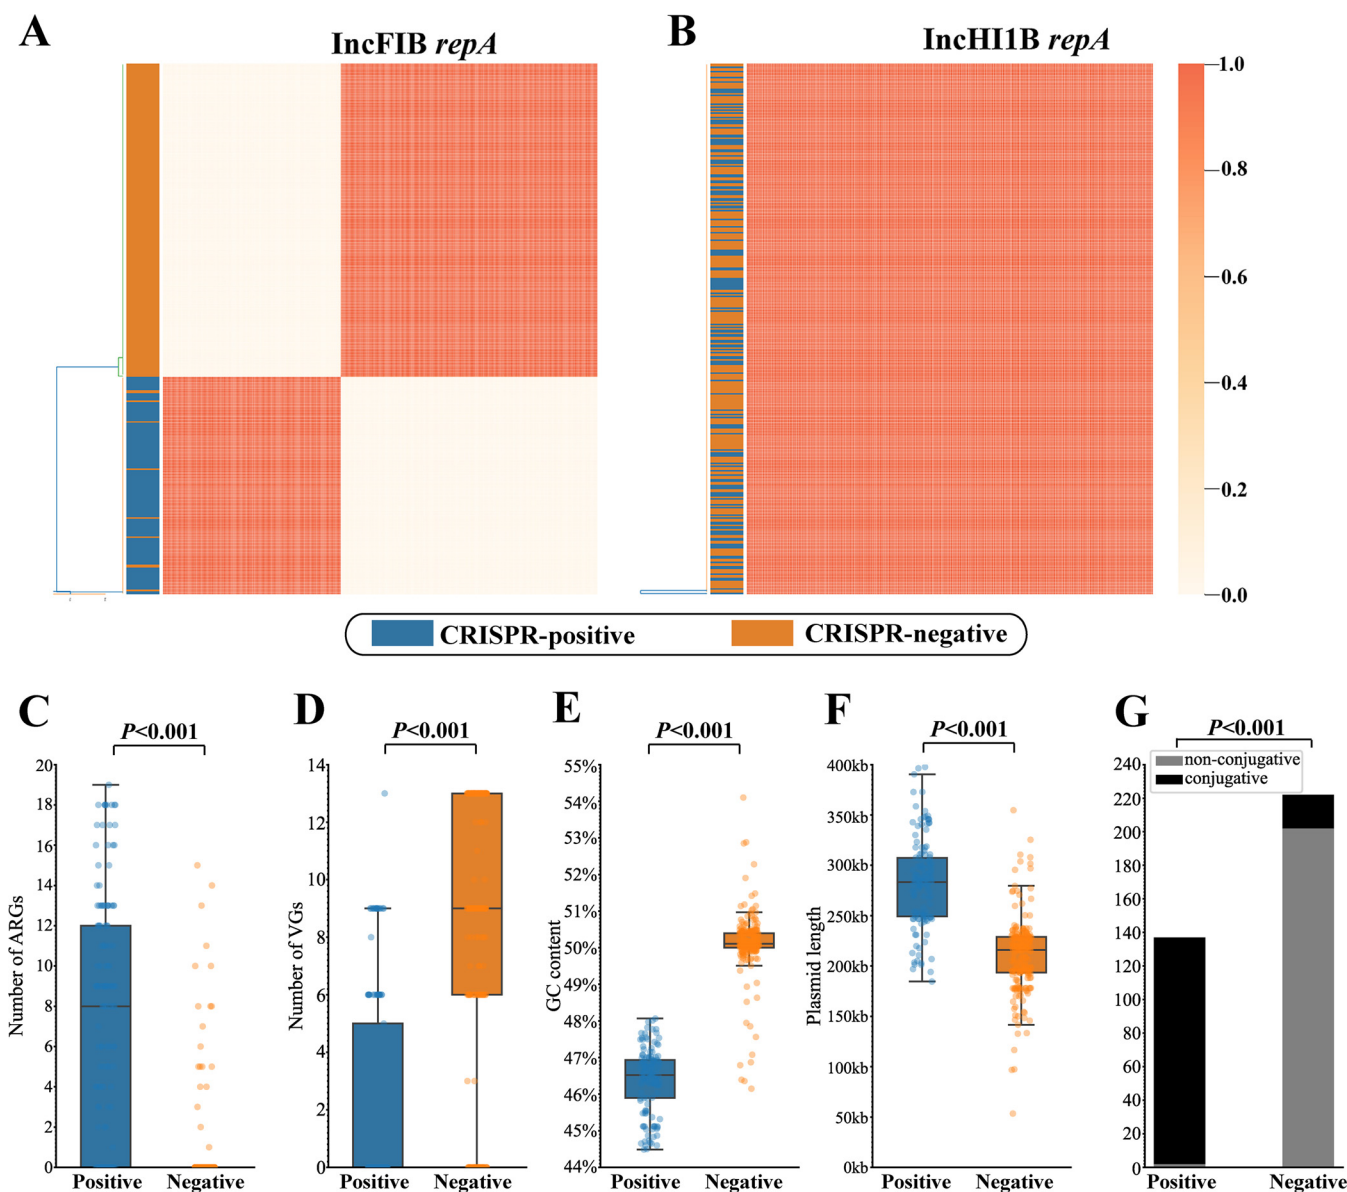 A
IncFIB repA
B
IncHI1B repA
1.0
0.8
0.6
0.4
0.2
0.0
CRISPR-positive
CRISPR-negative
C
P<0.001
Number of ARGs
20
18
16
14
12
10
8
6
4
2
0
Positive
Negative
D
P<0.001
Number of VGs
14
12
10
8
6
4
2
0
Positive
Negative
E
P<0.001
GC content
55%
54%
53%
52%
51%
50%
49%
48%
47%
46%
45%
44%
Positive
Negative
F
P<0.001
Plasmid length
400kb
350kb
300kb
250kb
200kb
150kb
100kb
50kb
0kb
Positive
Negative
G
P<0.001
non-conjugative
conjugative
240
220
200
180
160
140
120
100
80
60
40
20
0
Positive
Negative